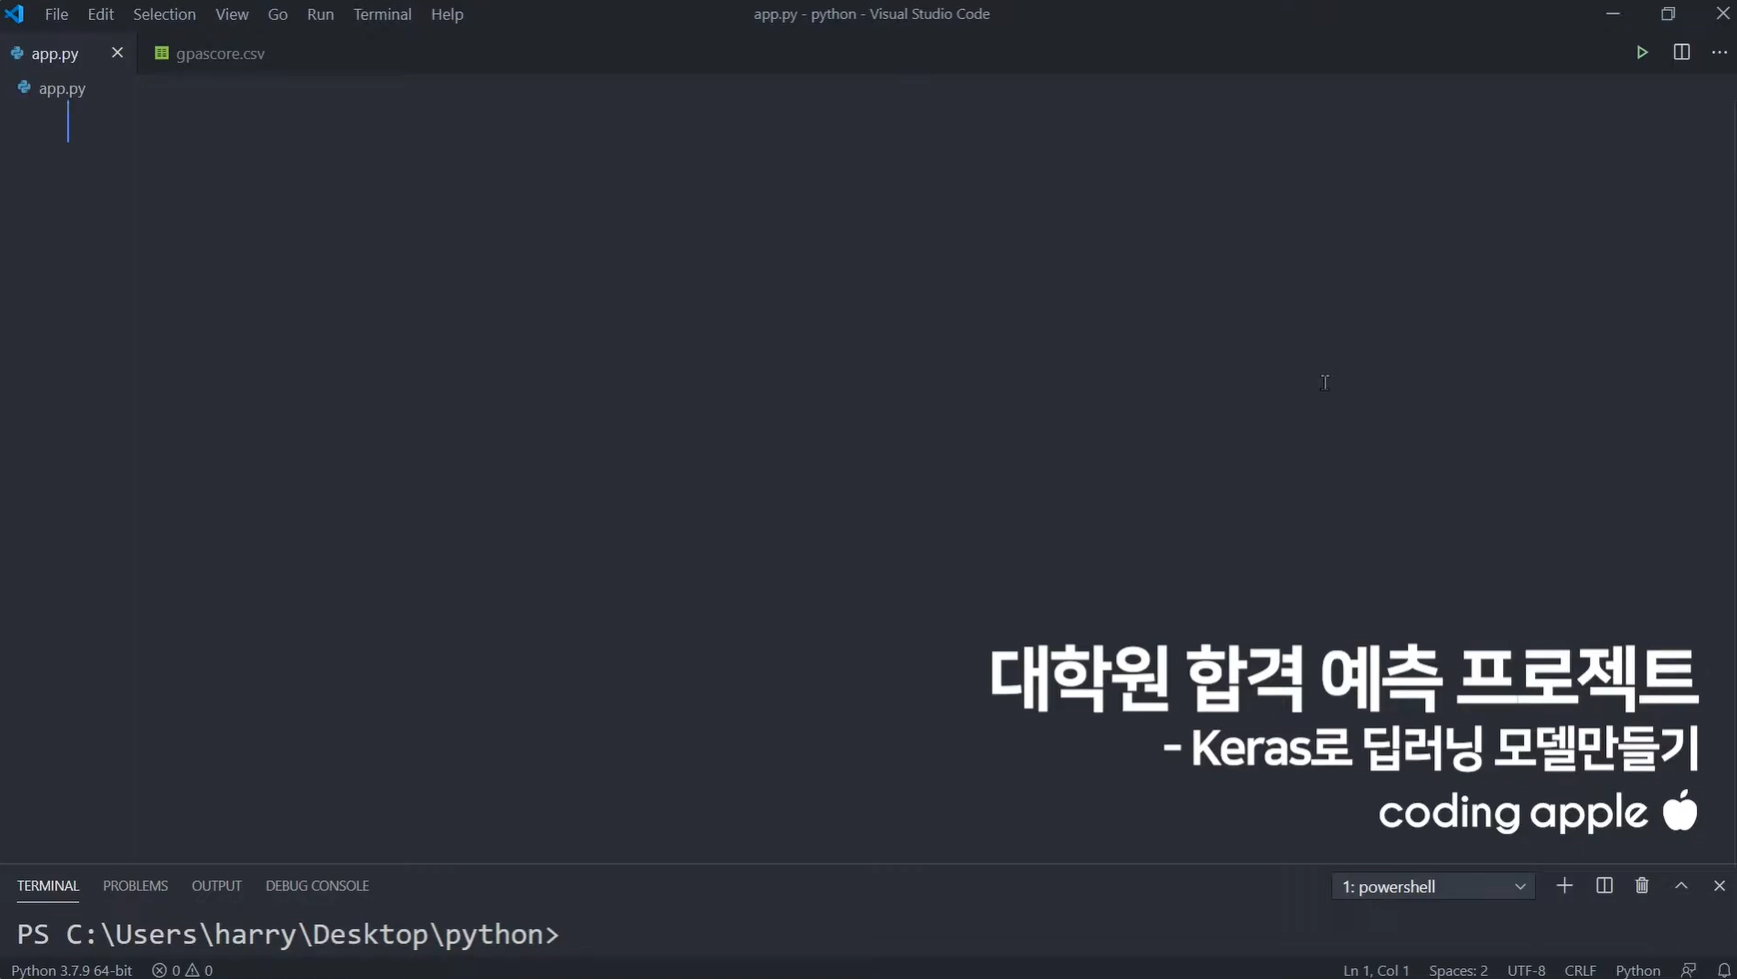 File Edit Selection View Go Run Terminal Help
app.py - python - Visual Studio Code
app.py
gpascore.csv
app.py
대학원 합격 예측 프로젝트
- Keras로 딥러닝 모델만들기
coding apple
TERMINAL PROBLEMS OUTPUT DEBUG CONSOLE
1: powershell
PS C:\Users\harry\Desktop\python>
Python 3.7.9 64-bit 0 0
Ln 1, Col 1 Spaces: 2 UTF-8 CRLF Python